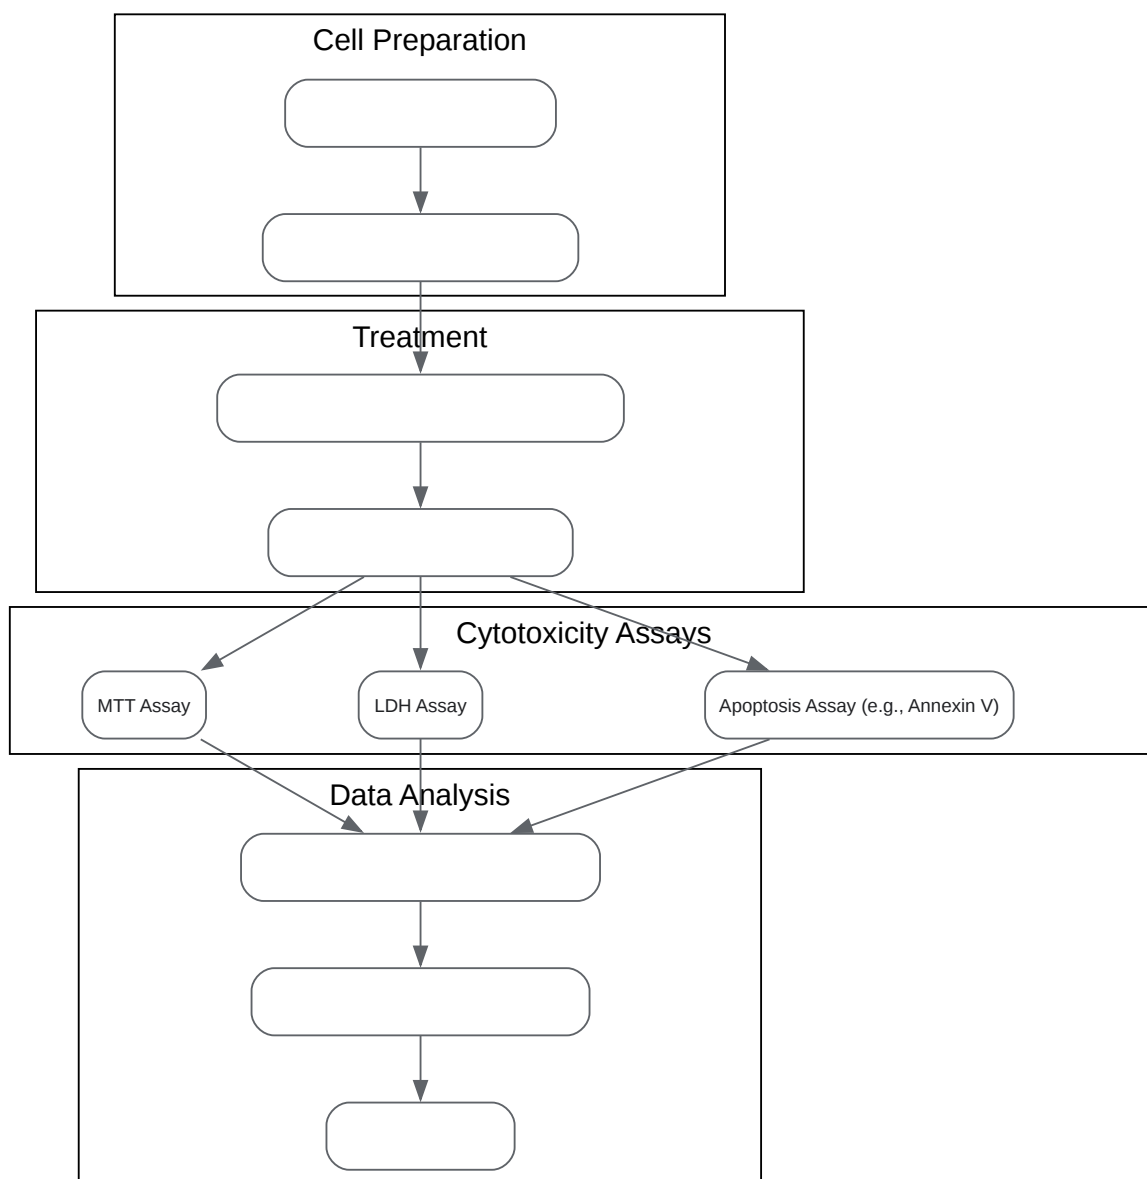 Cell Preparation
Treatment
Cytotoxicity Assays
MTT Assay
LDH Assay
Apoptosis Assay (e.g., Annexin V)
Data Analysis